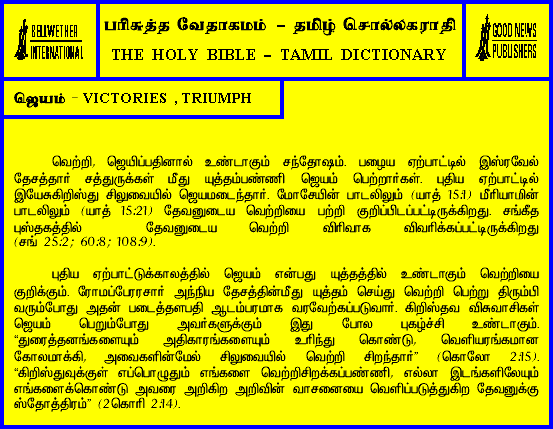 BELLWETHER
INTERNATIONAL
பரிசுத்த வேதாகமம் - தமிழ் சொல்லகராதி
THE HOLY BIBLE - TAMIL DICTIONARY
GOOD NEWS
PUBLISHERS
ஜெயம் - VICTORIES , TRIUMPH
வெற்றி, ஜெயிப்பதினால் உண்டாகும் சந்தோஷம். பழைய ஏற்பாட்டில் இஸ்ரவேல்
தேசத்தார் சத்துருக்கள் மீது யுத்தம்பண்ணி ஜெயம் பெற்றார்கள். புதிய ஏற்பாட்டில்
இயேசுகிறிஸ்து சிலுவையில் ஜெயமடைந்தார். மோசேயின் பாடலிலும் (யாத் 15:1) மீரியாமின்
பாடலிலும் (யாத் 15:21) தேவனுடைய வெற்றியை பற்றி குறிப்பிடப்பட்டிருக்கிறது. சங்கீத
புஸ்தகத்தில் தேவனுடைய வெற்றி விரிவாக விவரிக்கப்பட்டிருக்கிறது
(சங் 25:2; 60:8; 108:9).
புதிய ஏற்பாட்டுக்காலத்தில் ஜெயம் என்பது யுத்தத்தில் உண்டாகும் வெற்றியை
குறிக்கும். ரோமப்பேரரசார் அந்நிய தேசத்தின்மீது யுத்தம் செய்து வெற்றி பெற்று திரும்பி
வரும்போது அதன் படைத்தளபதி ஆடம்பரமாக வரவேற்கப்படுவார். கிறிஸ்தவ விசுவாசிகள்
ஜெயம் பெறும்போது அவர்களுக்கும் இது போல புகழ்ச்சி உண்டாகும்.
“துரைத்தனங்களையும் அதிகாரங்களையும் உரிந்து கொண்டு, வெளியரங்கமான
கோலமாக்கி, அவைகளின்மேல் சிலுவையில் வெற்றி சிறந்தார்” (கொலோ 2:15).
“கிறிஸ்துவுக்குள் எப்பொழுதும் எங்களை வெற்றிசிறக்கப்பண்ணி, எல்லா இடங்களிலேயும்
எங்களைக்கொண்டு அவரை அறிகிற அறிவின் வாசனையை வெளிப்படுத்துகிற தேவனுக்கு
ஸ்தோத்திரம்” (2கொரி 2:14).